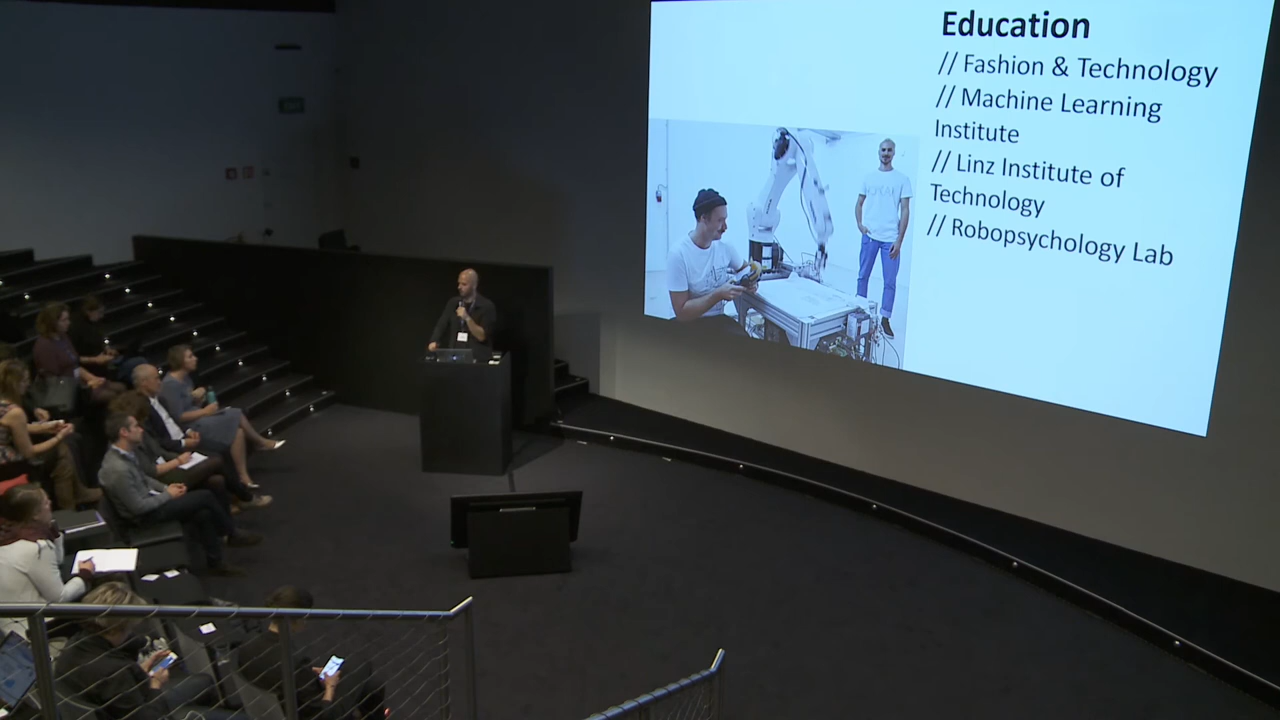 Education
// Fashion & Technology
// Machine Learning
Institute
// Linz Institute of
Technology
// Robopsychology Lab